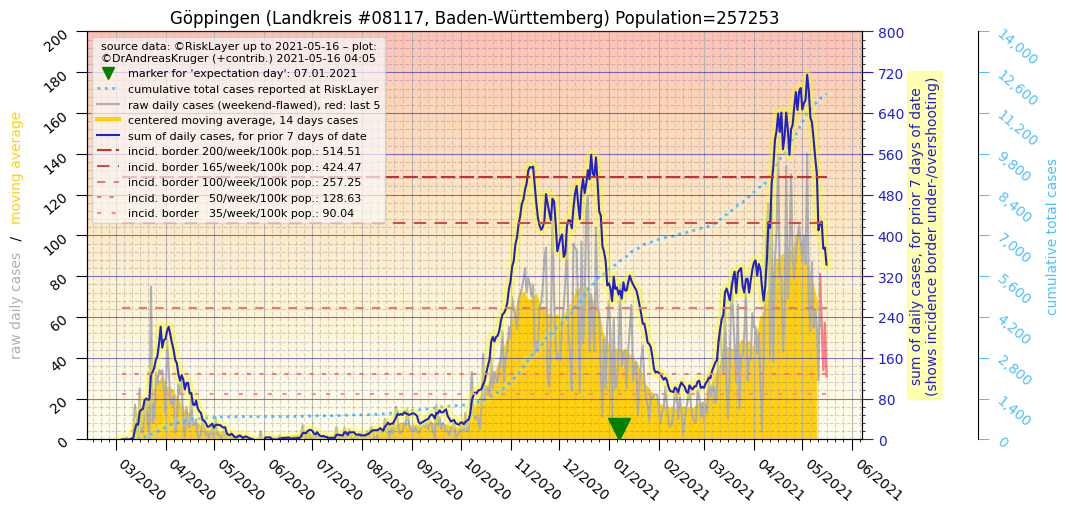 Göppingen (Landkreis #08117, Baden-Württemberg) Population=257253
source data: ©RiskLayer up to 2021-05-16 – plot:
©DrAndreasKruger (+contrib.) 2021-05-16 04:05
marker for 'expectation day': 07.01.2021
cumulative total cases reported at RiskLayer
raw daily cases (weekend-flawed), red: last 5
centered moving average, 14 days cases
sum of daily cases, for prior 7 days of date
incid. border 200/week/100k pop.: 514.51
incid. border 165/week/100k pop.: 424.47
incid. border 100/week/100k pop.: 257.25
incid. border   50/week/100k pop.: 128.63
incid. border   35/week/100k pop.: 90.04
raw daily cases   /   moving average
200
180
160
140
120
100
80
60
40
20
0
03/2020
04/2020
05/2020
06/2020
07/2020
08/2020
09/2020
10/2020
11/2020
12/2020
01/2021
02/2021
03/2021
04/2021
05/2021
06/2021
800
720
640
560
480
400
320
240
160
80
0
sum of daily cases, for prior 7 days of date
(shows incidence border under-/overshooting)
14,000
12,600
11,200
9,800
8,400
7,000
5,600
4,200
2,800
1,400
0
cumulative total cases